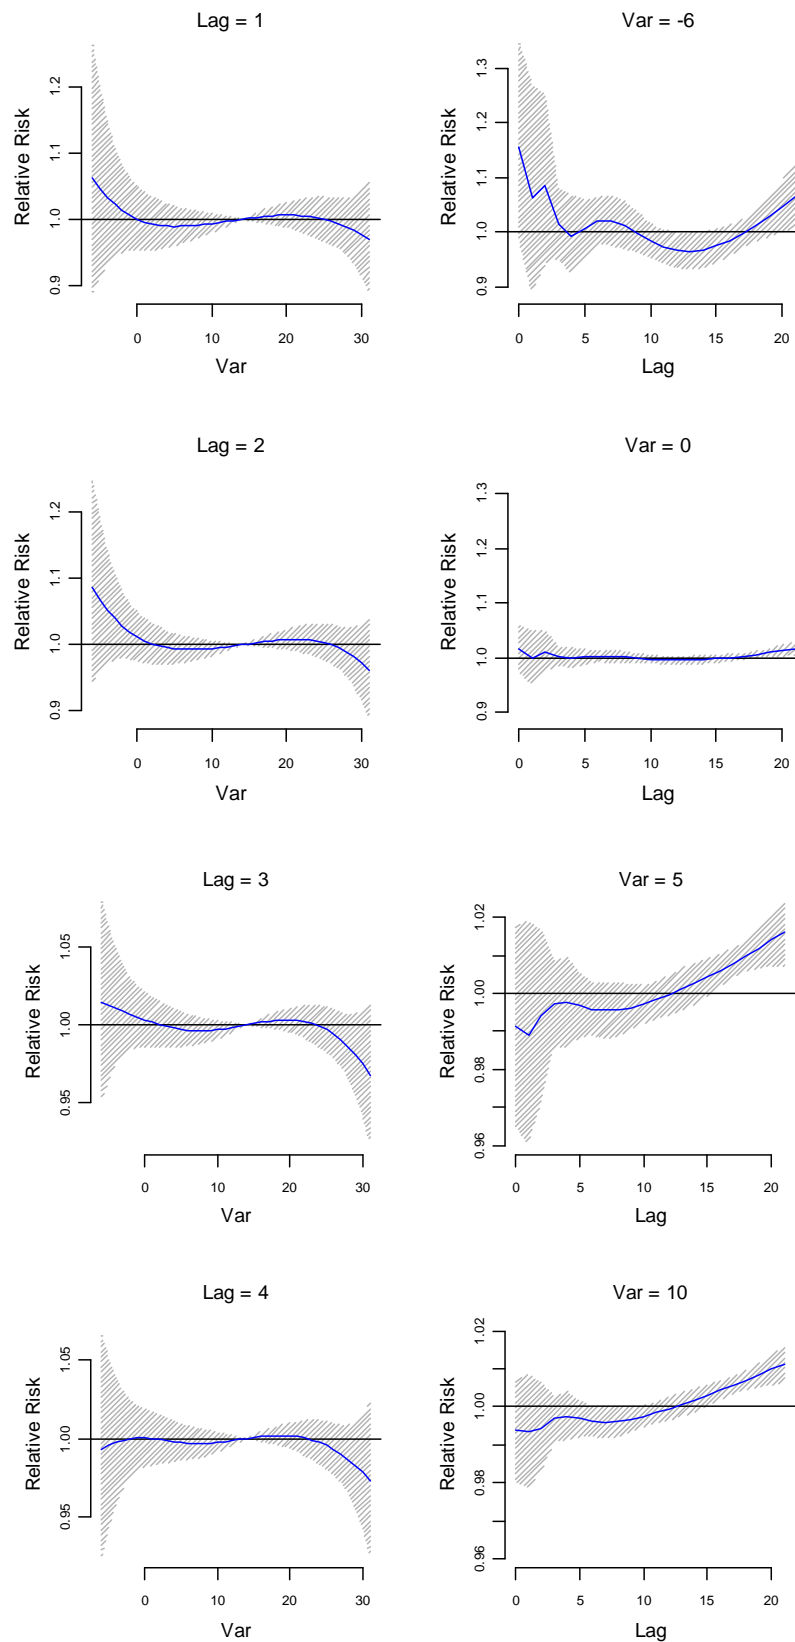 Lag = 1
Relative Risk
0.9 1.0 1.1 1.2
0 10 20 30
Var
Var = -6
Relative Risk
0.9 1.0 1.1 1.2 1.3
0 5 10 15 20
Lag
Lag = 2
Relative Risk
0.9 1.0 1.1 1.2
0 10 20 30
Var
Var = 0
Relative Risk
0.9 1.0 1.1 1.2 1.3
0 5 10 15 20
Lag
Lag = 3
Relative Risk
0.95 1.00 1.05
0 10 20 30
Var
Var = 5
Relative Risk
0.96 0.98 1.00 1.02
0 5 10 15 20
Lag
Lag = 4
Relative Risk
0.95 1.00 1.05
0 10 20 30
Var
Var = 10
Relative Risk
0.96 0.98 1.00 1.02
0 5 10 15 20
Lag